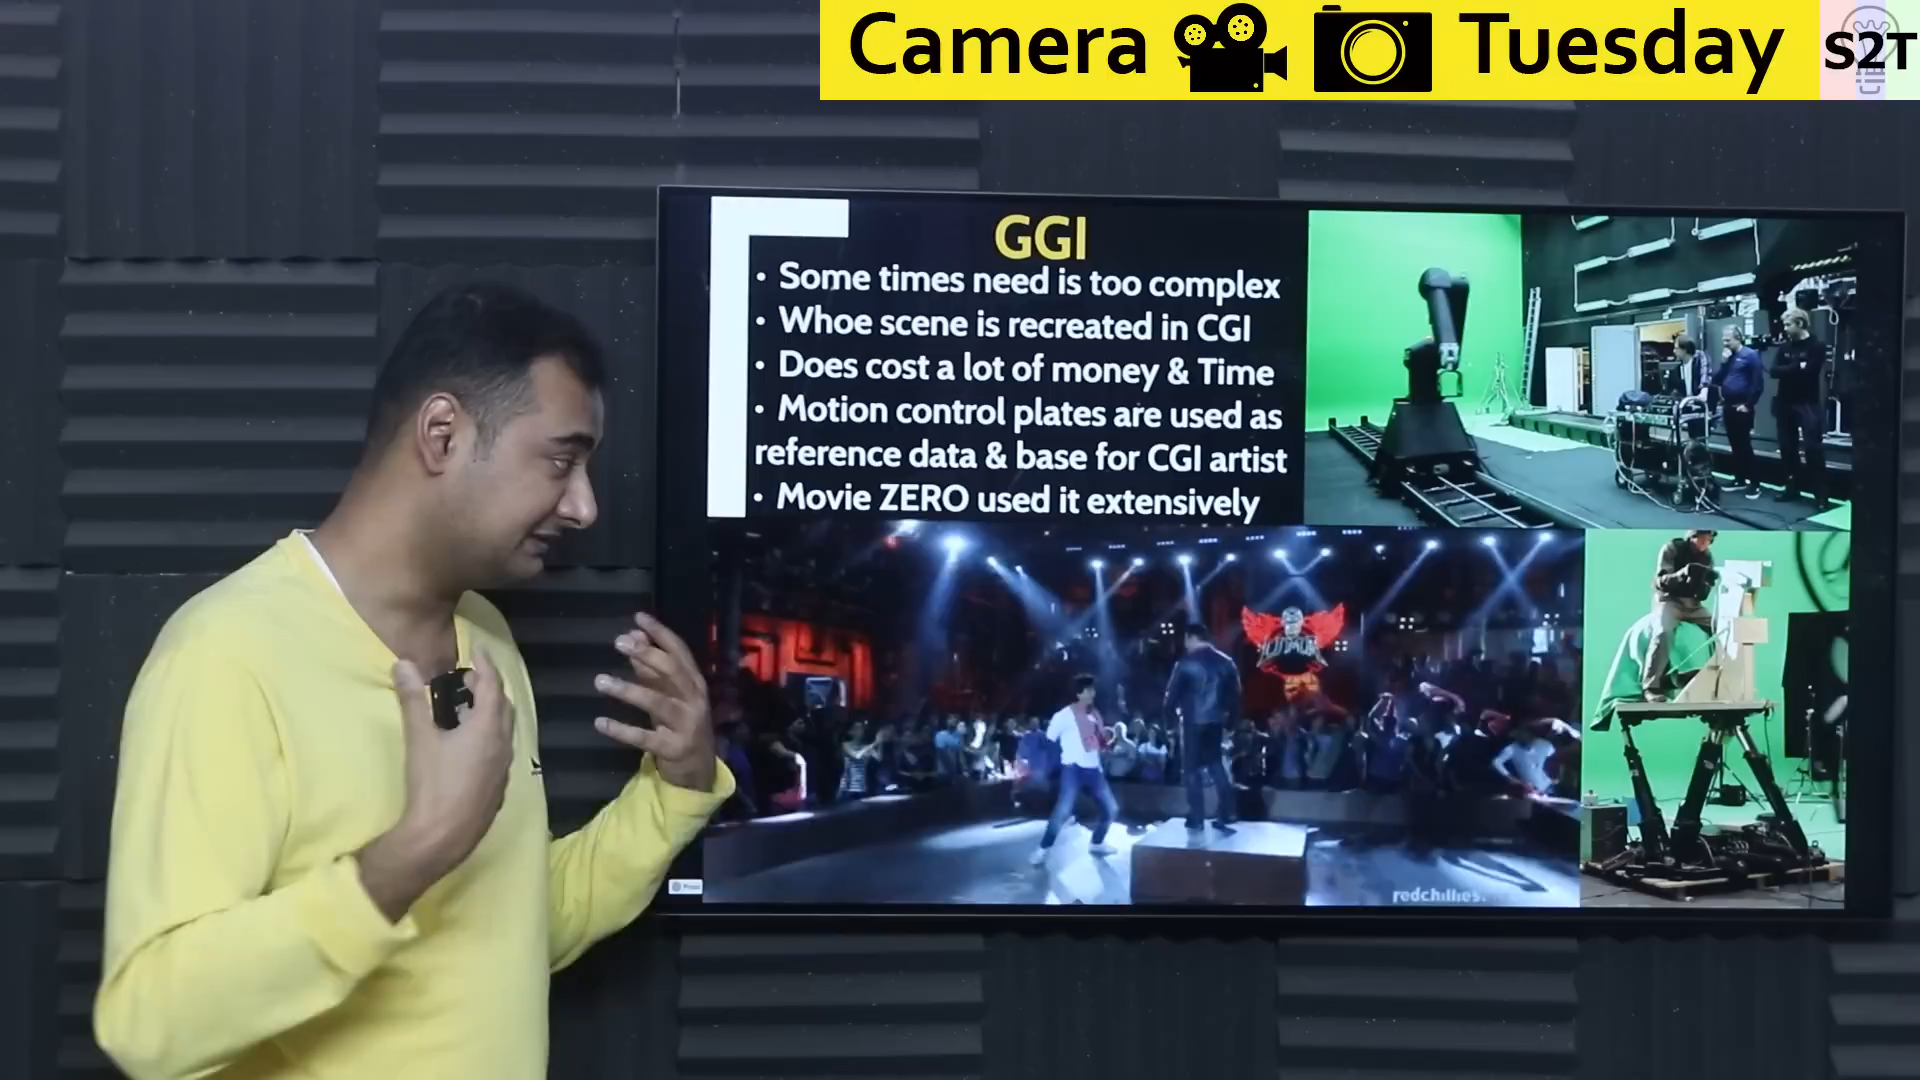 Camera Tuesday
S2T
GGI
• Some times need is too complex
• Whoe scene is recreated in CGI
• Does cost a lot of money & Time
• Motion control plates are used as
reference data & base for CGI artist
• Movie ZERO used it extensively
redchillies.